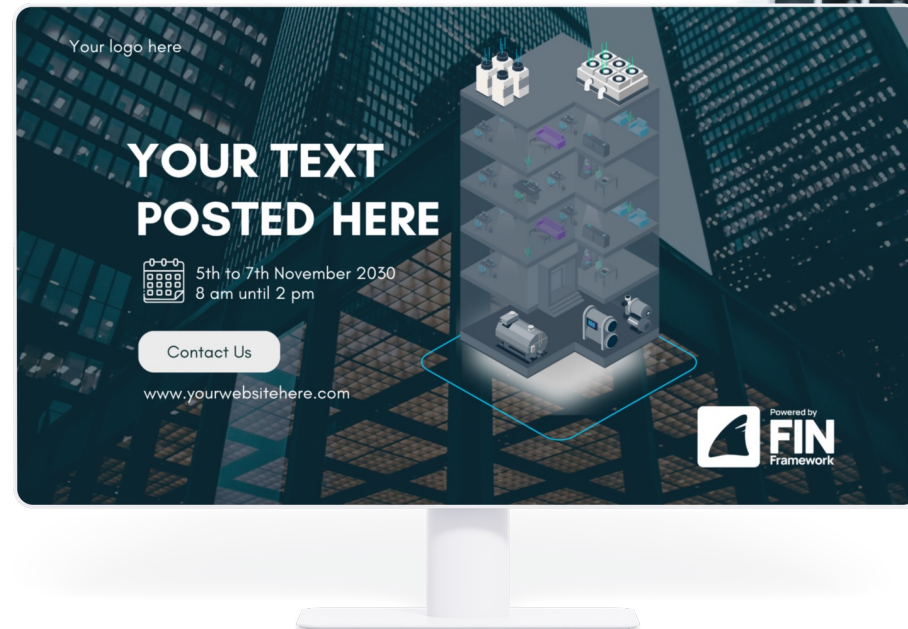 Your logo here
YOUR TEXT
POSTED HERE
5th to 7th November 2030
8 am until 2 pm
Contact Us
www.yourwebsitehere.com
Powered by
FIN
Framework